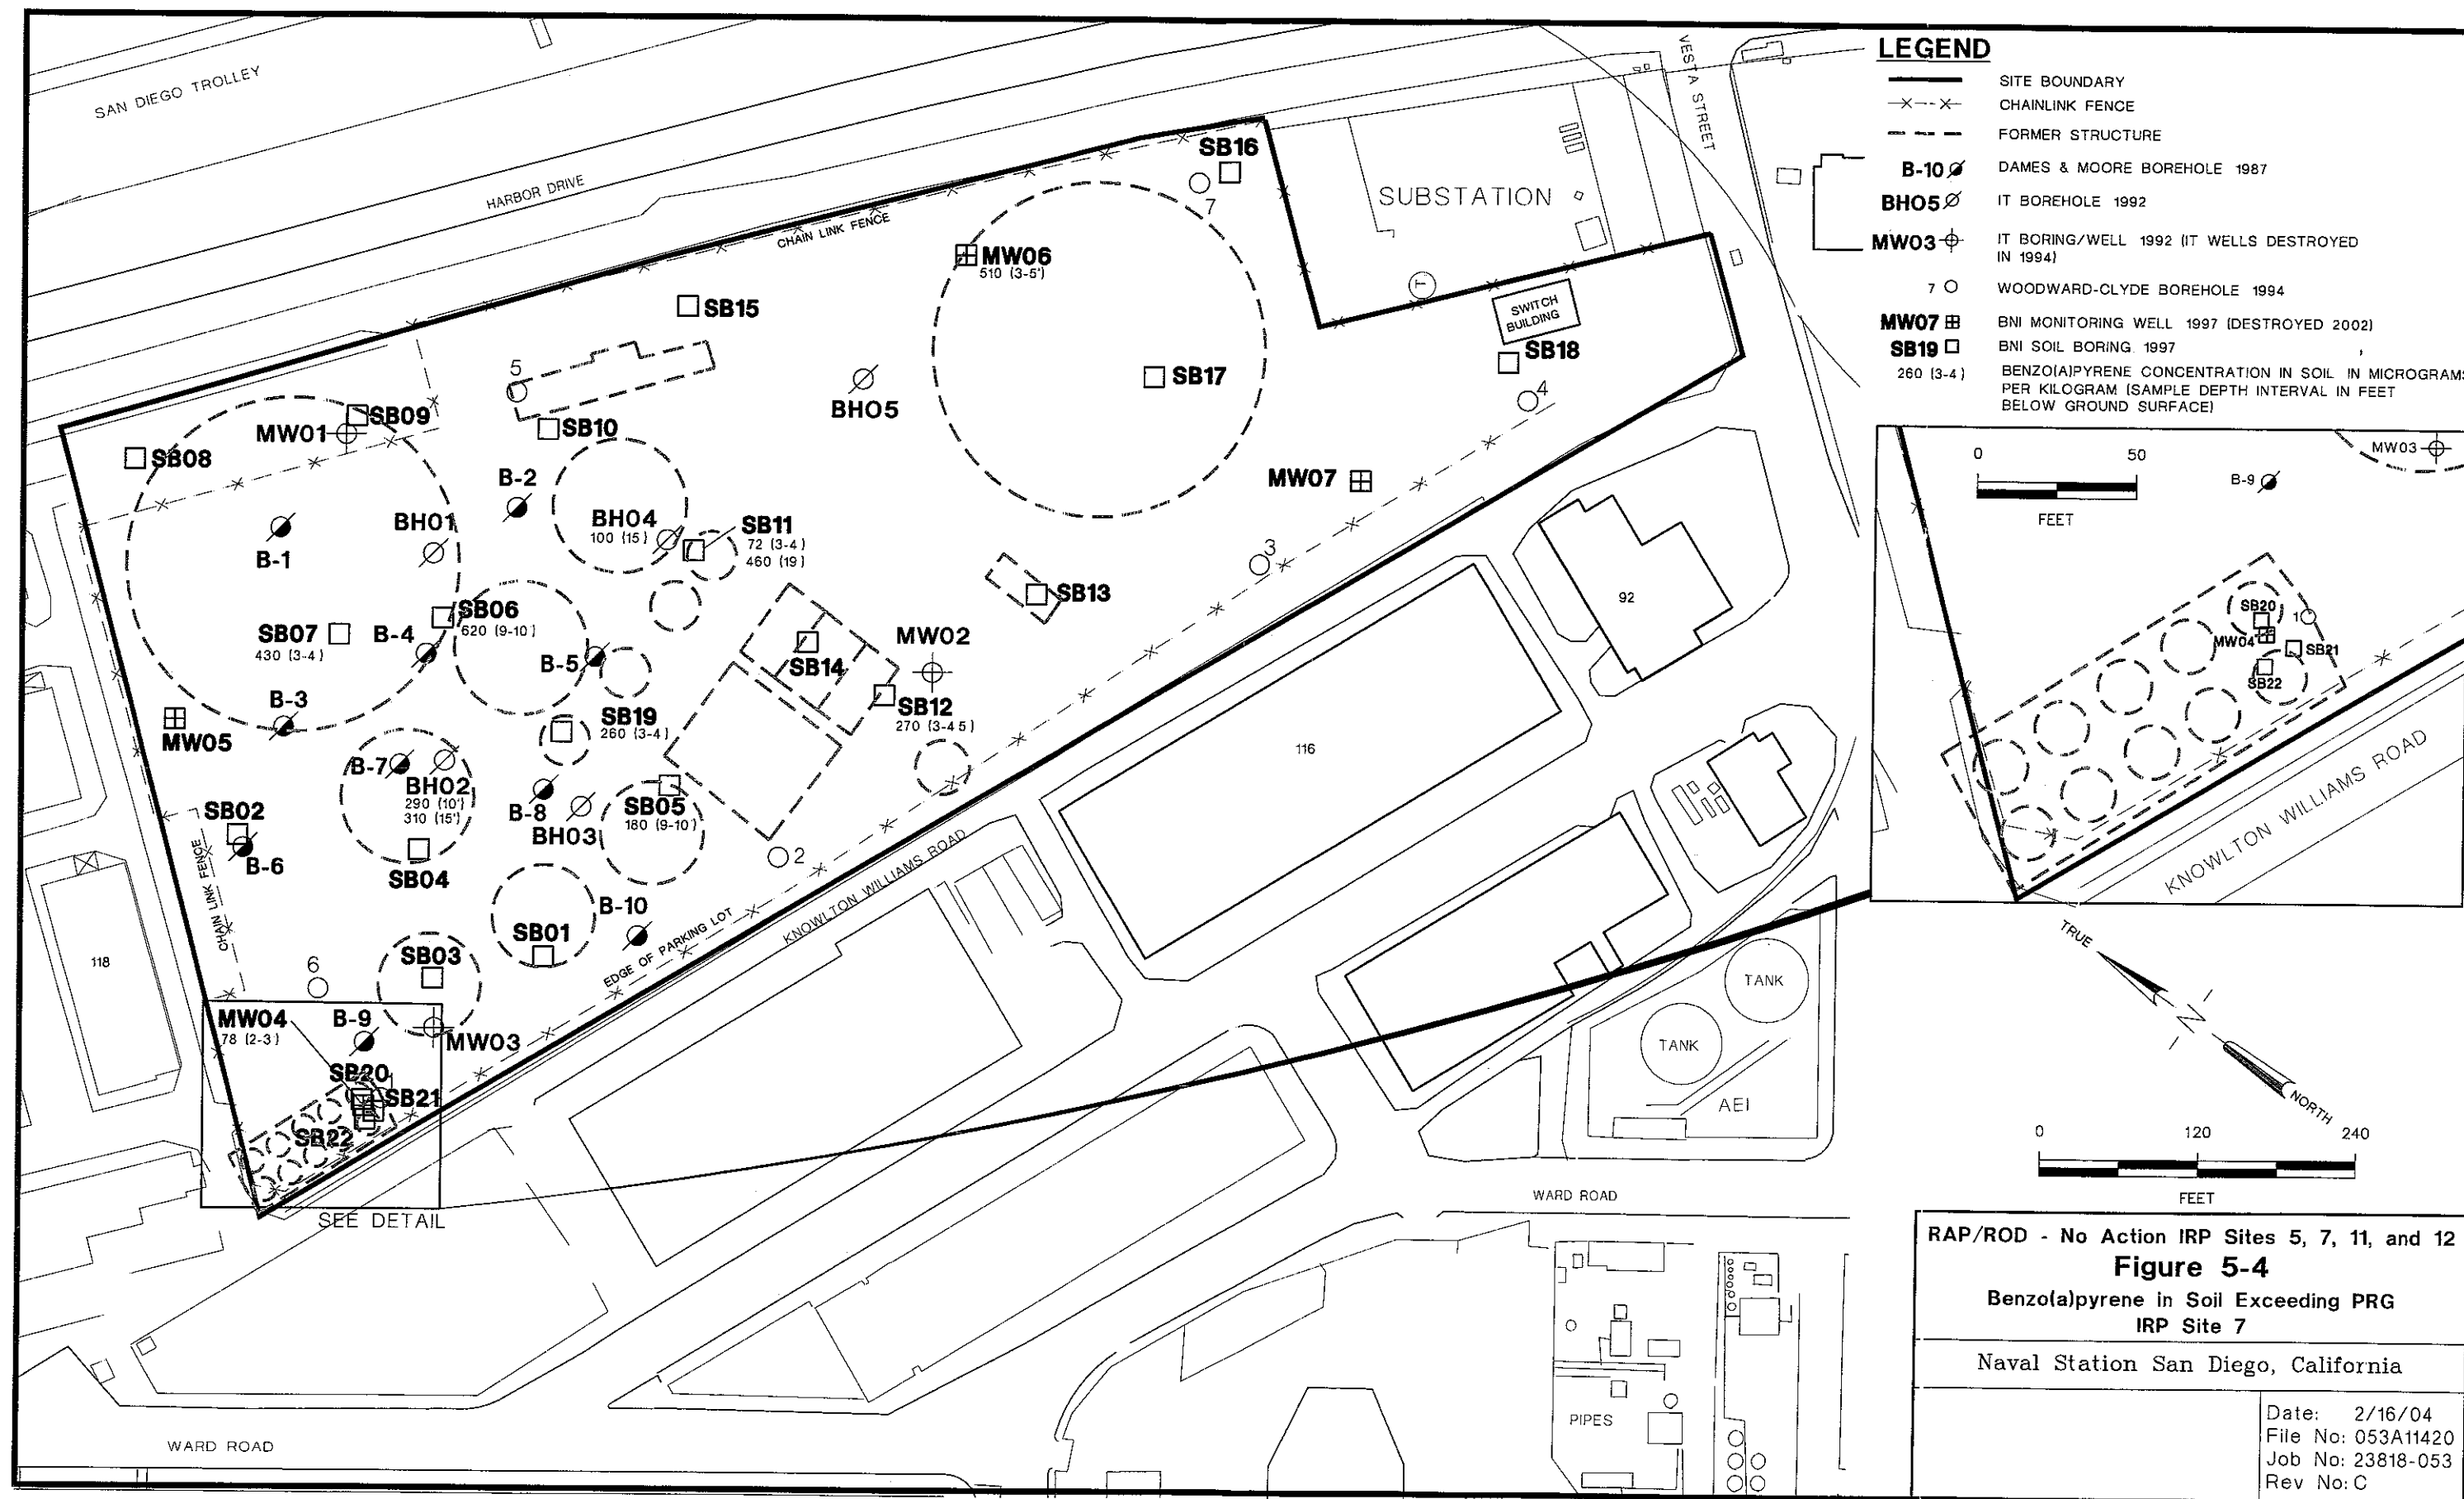 SAN DIEGO TROLLEY
HARBOR DRIVE
CHAIN LINK FENCE
VESTA STREET
SUBSTATION
SWITCH
BUILDING
T
SB16
7
MW06
510 (3-5')
SB15
SB17
SB18
4
5
BH05
SB10
SB09
MW01
SB08
B-2
MW07
BH01
BH04
100 (15)
SB11
72 (3-4)
460 (19)
B-1
3
SB13
92
SB06
620 (9-10)
SB07
430 (3-4)
B-4
B-5
SB14
MW02
SB12
270 (3-4 5)
B-3
MW05
SB19
260 (3-4)
116
B-7
BH02
290 (10')
310 (15')
B-8
BH03
SB05
180 (9-10)
SB02
B-6
SB04
2
CHAIN LINK FENCE
118
6
SB03
SB01
B-10
EDGE OF PARKING LOT
KNOWLTON WILLIAMS ROAD
MW04
78 (2-3)
B-9
MW03
SB20
1
SB21
SB22
SEE DETAIL
TANK
TANK
AEI
WARD ROAD
WARD ROAD
PIPES
LEGEND
SITE BOUNDARY
CHAINLINK FENCE
FORMER STRUCTURE
B-10 DAMES & MOORE BOREHOLE 1987
BH05 IT BOREHOLE 1992
MW03 IT BORING/WELL 1992 (IT WELLS DESTROYED
IN 1994)
7 WOODWARD-CLYDE BOREHOLE 1994
MW07 BNI MONITORING WELL 1997 (DESTROYED 2002)
SB19 BNI SOIL BORING 1997
260 (3-4) BENZO(A)PYRENE CONCENTRATION IN SOIL IN MICROGRAMS
PER KILOGRAM (SAMPLE DEPTH INTERVAL IN FEET
BELOW GROUND SURFACE)
0 50
FEET
MW03
B-9
SB20
1
MW04
SB21
SB22
KNOWLTON WILLIAMS ROAD
TRUE
N
NORTH
0 120 240
FEET
RAP/ROD - No Action IRP Sites 5, 7, 11, and 12
Figure 5-4
Benzo(a)pyrene in Soil Exceeding PRG
IRP Site 7
Naval Station San Diego, California
Date: 2/16/04
File No: 053A11420
Job No: 23818-053
Rev No: C